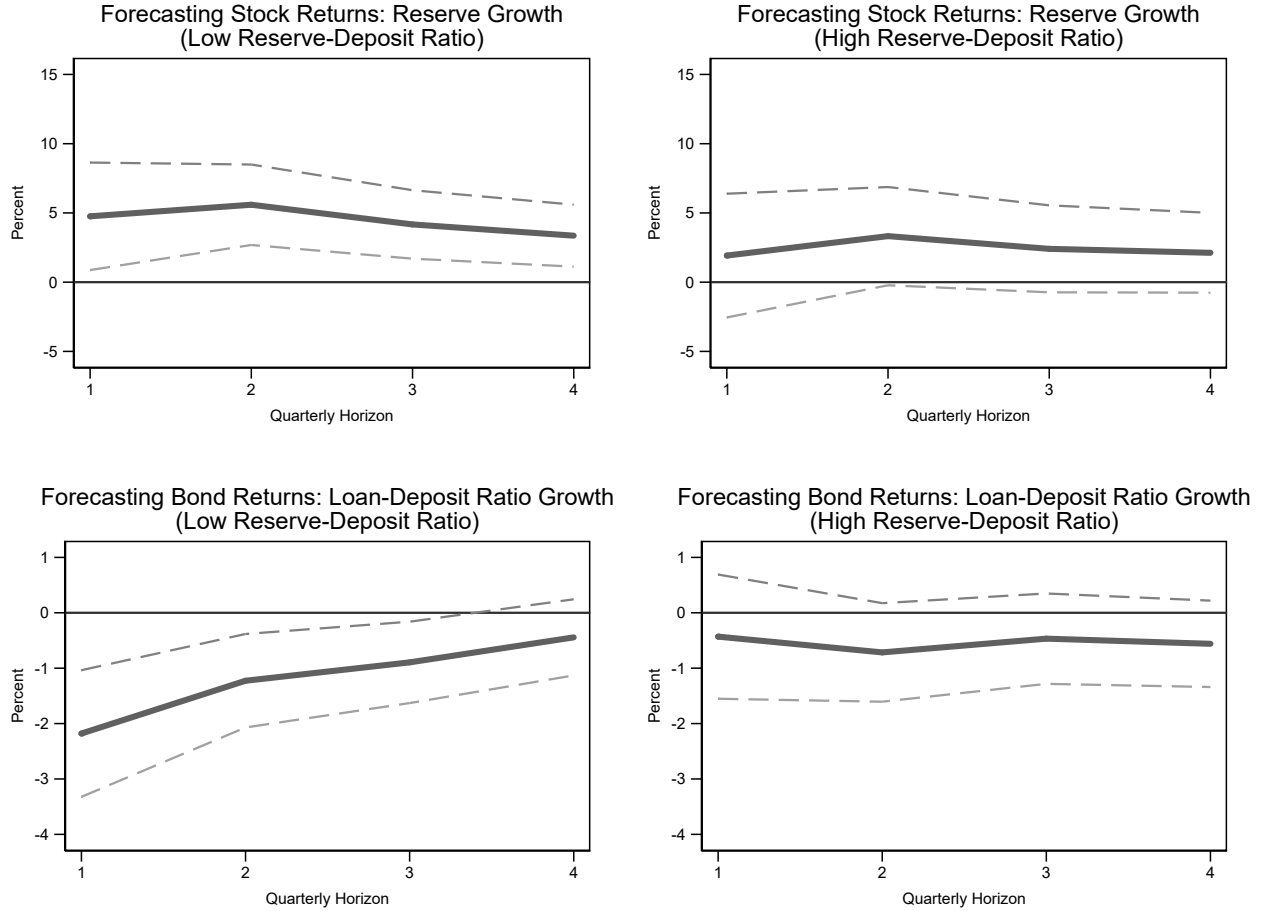 Forecasting Stock Returns: Reserve Growth
(Low Reserve-Deposit Ratio)
15
10
5
0
-5
Percent
1
2
3
4
Quarterly Horizon
Forecasting Stock Returns: Reserve Growth
(High Reserve-Deposit Ratio)
15
10
5
0
-5
Percent
1
2
3
4
Quarterly Horizon
Forecasting Bond Returns: Loan-Deposit Ratio Growth
(Low Reserve-Deposit Ratio)
1
0
-1
-2
-3
-4
Percent
1
2
3
4
Quarterly Horizon
Forecasting Bond Returns: Loan-Deposit Ratio Growth
(High Reserve-Deposit Ratio)
1
0
-1
-2
-3
-4
Percent
1
2
3
4
Quarterly Horizon